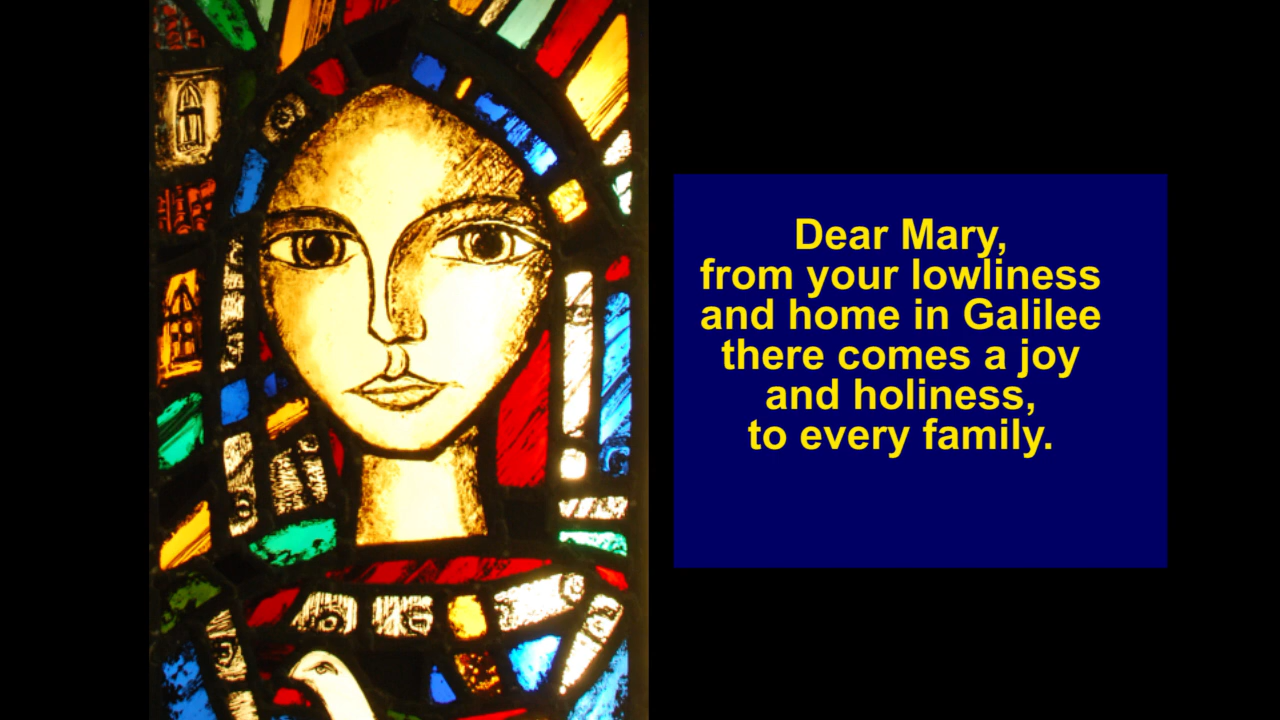 Dear Mary,
from your lowliness
and home in Galilee
there comes a joy
and holiness,
to every family.